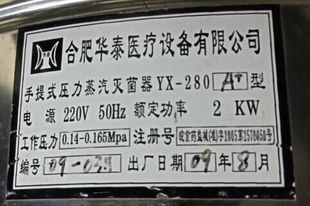 合肥华泰医疗设备有限公司
手提式压力蒸汽灭菌器 YX-280 A+ 型
电 源 220V 50Hz 额定功率 2 KW
工作压力 0.14-0.165Mpa 注册号
编号 09-03 出厂日期 09年8月